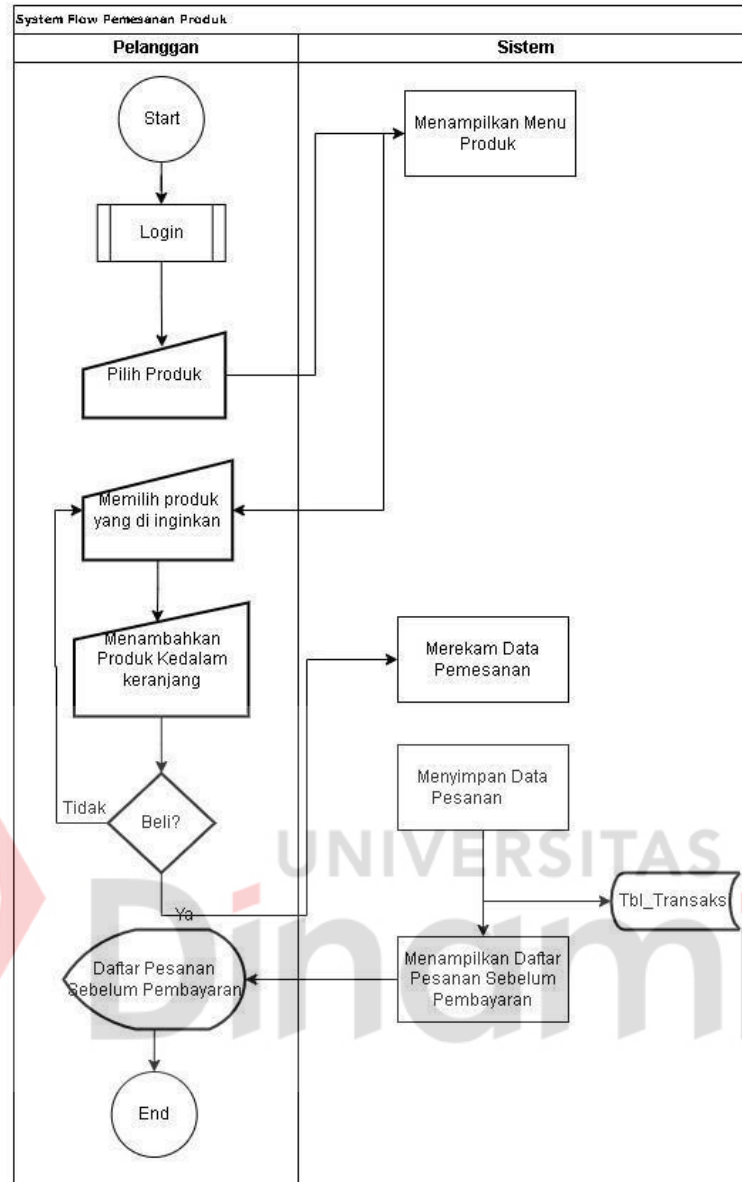 System Flow Pemesanan Produk
Pelanggan
Sistem
Start
Menampilkan Menu
Produk
Login
Pilih Produk
Memilih produk
yang di inginkan
Menambahkan
Produk Kedalam
keranjang
Merekam Data
Pemesanan
Menyimpan Data
Pesanan
Tidak
Beli?
UNIVERSITAS
Dinam
Ya
Tbl_Transaks
Daftar Pesanan
Sebelum Pembayaran
Menampilkan Daftar
Pesanan Sebelum
Pembayaran
End